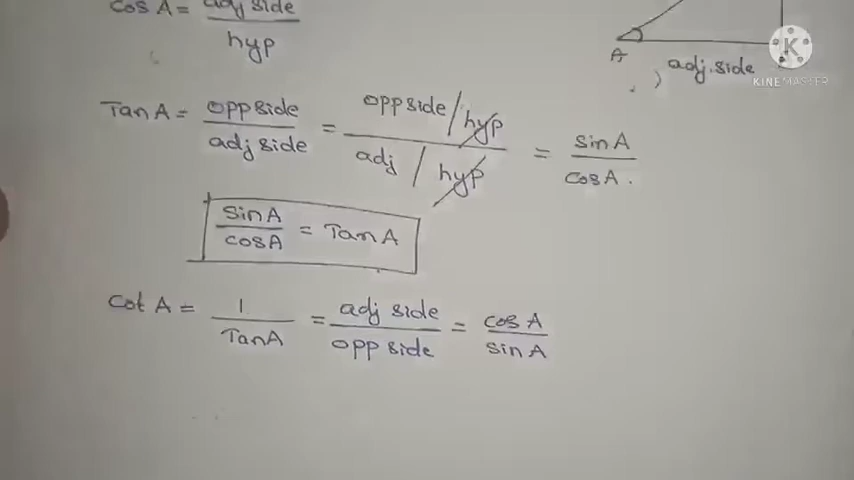 Cos A = adj side / hyp
A
adj.side
KINEMASTER
Tan A = opp side / adj side = opp side/hyp / adj/hyp = sin A / cos A.
sin A / cos A = Tan A
Cot A = 1 / Tan A = adj side / opp side = cos A / sin A